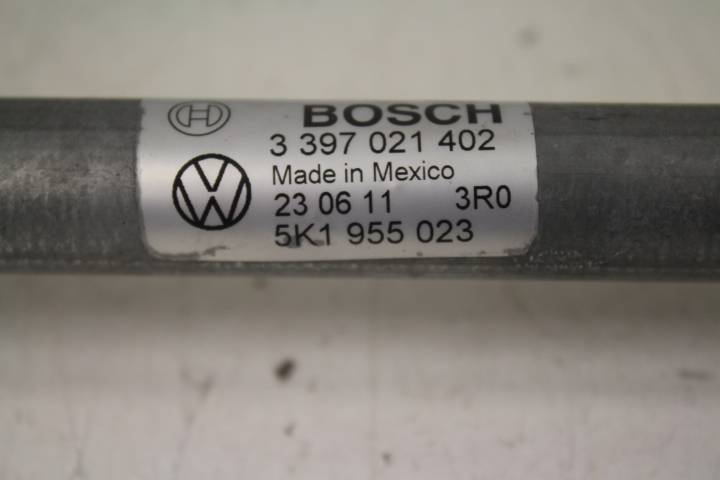 BOSCH
3 397 021 402
Made in Mexico
23 06 11 3R0
5K1 955 023